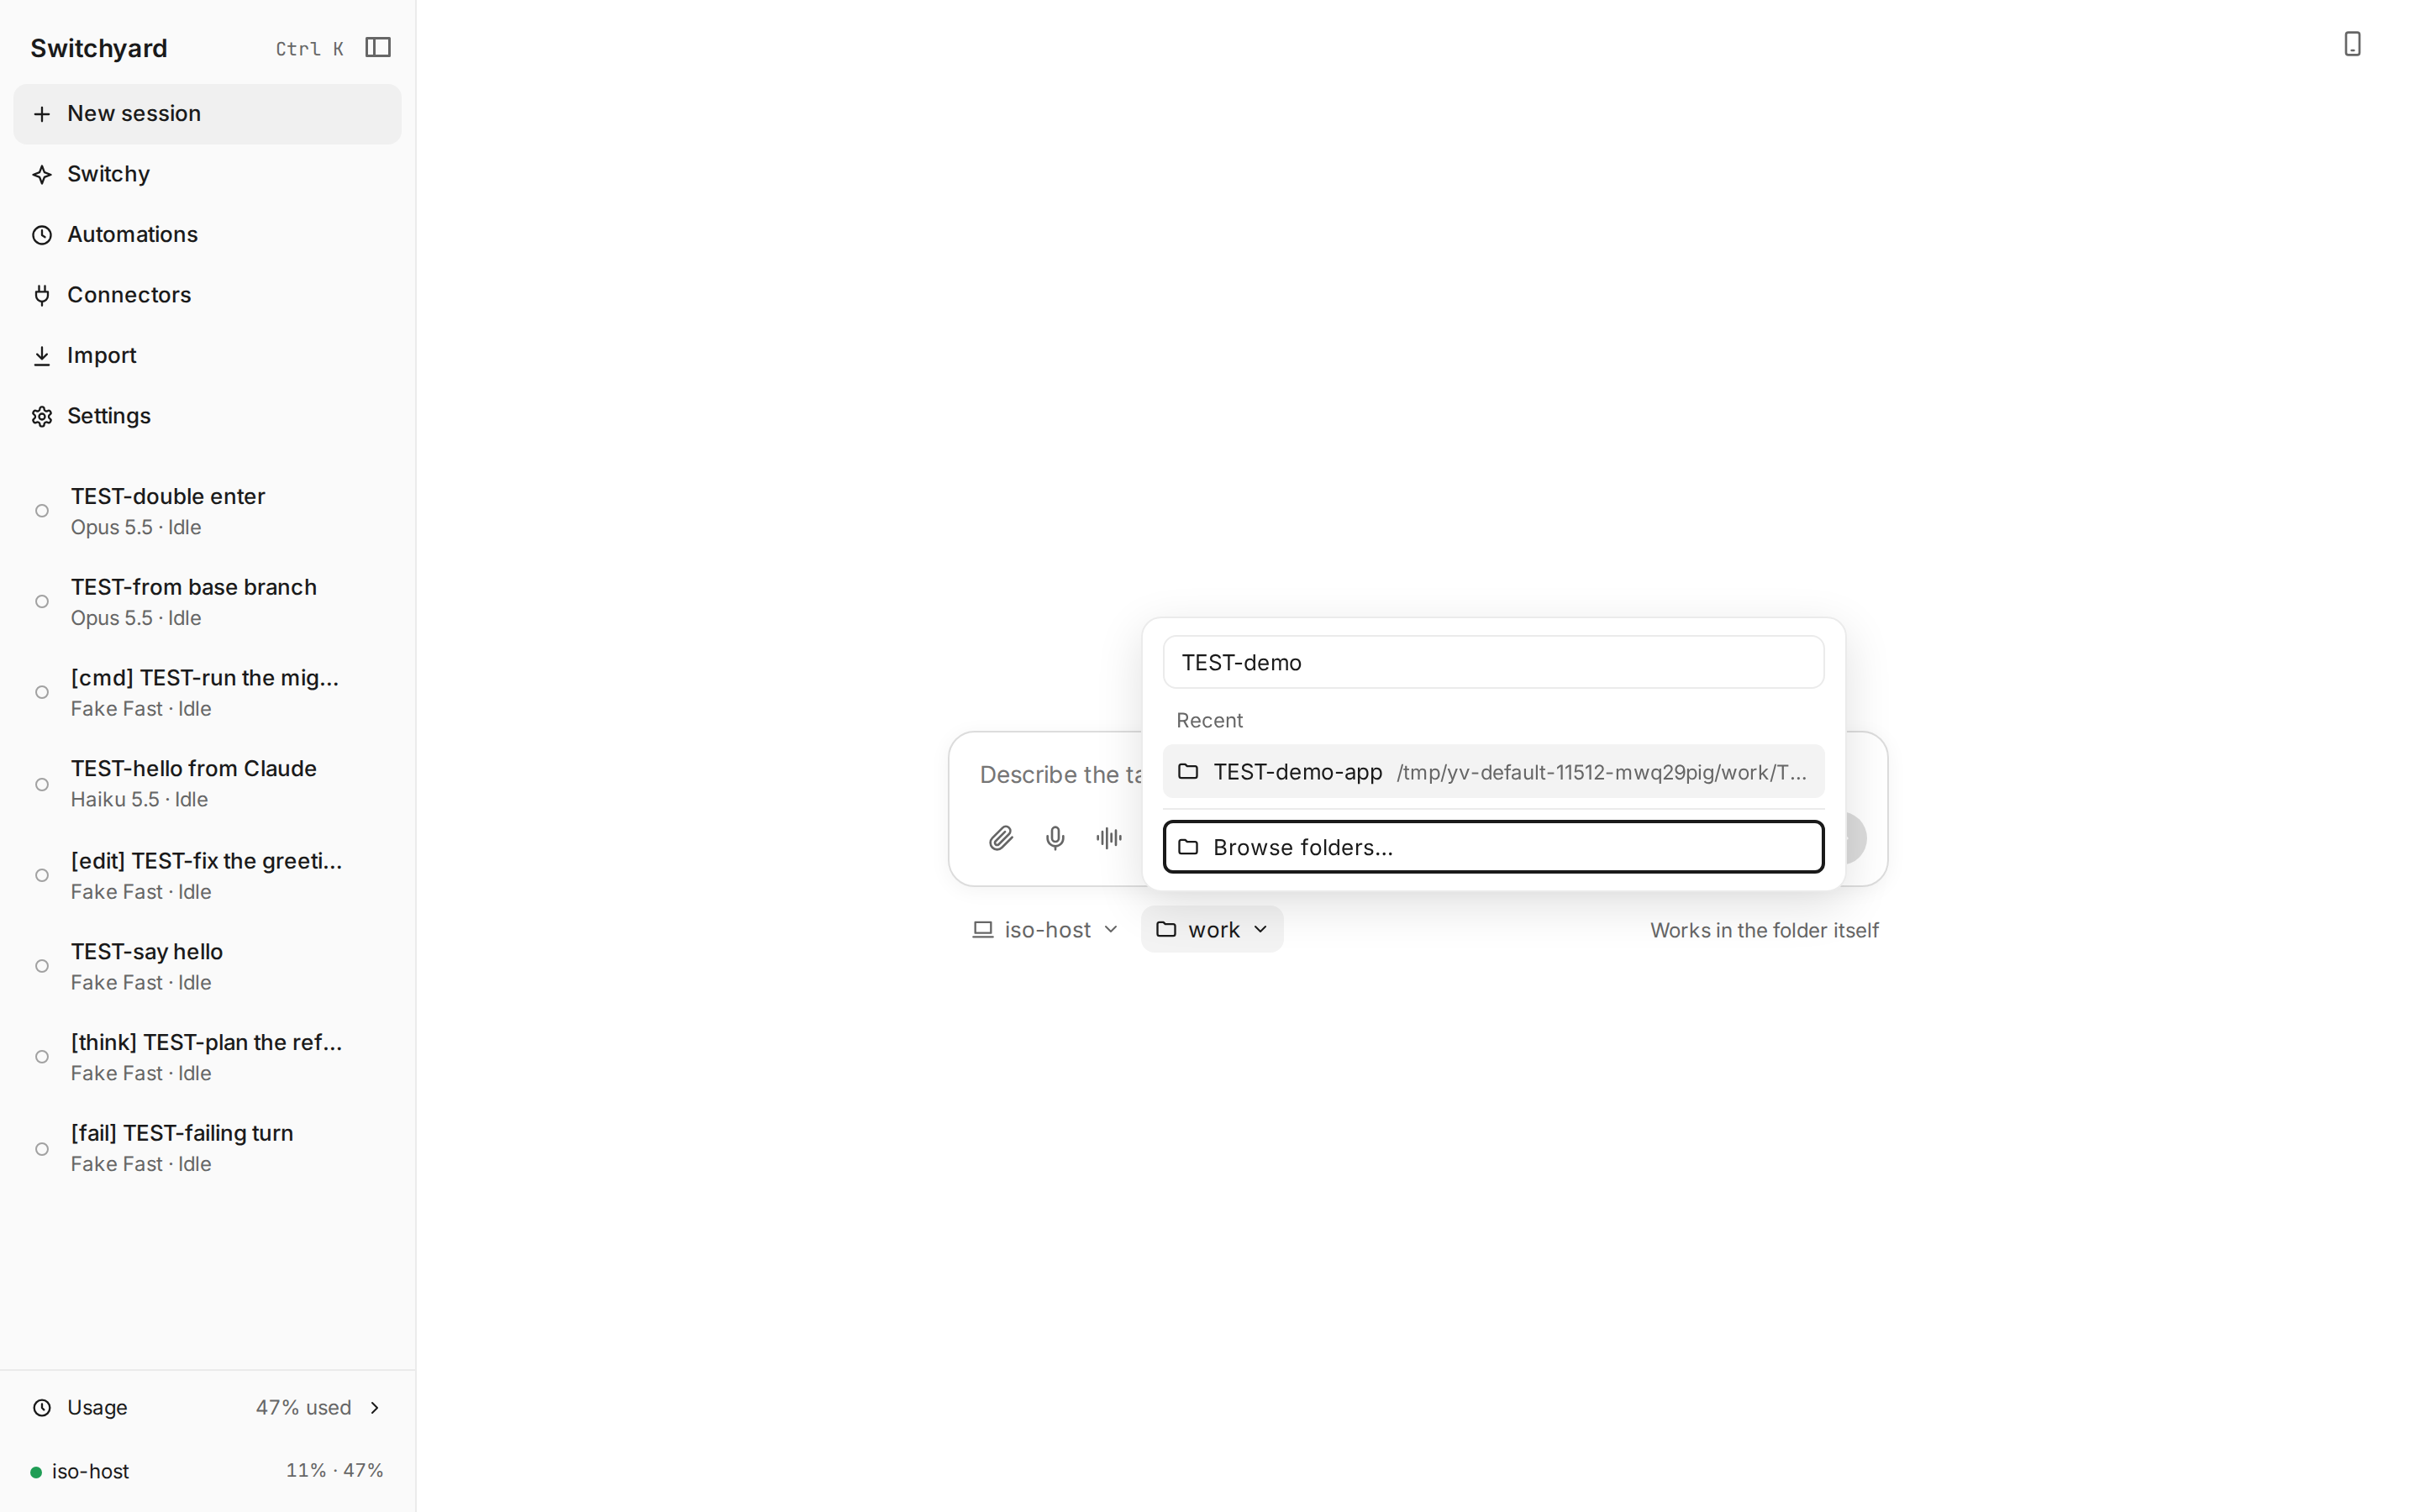 Switchyard Ctrl K
New session
Switchy
Automations
Connectors
Import
Settings
TEST-double enter
Opus 5.5 · Idle
TEST-from base branch
Opus 5.5 · Idle
[cmd] TEST-run the mig...
Fake Fast · Idle
TEST-hello from Claude
Haiku 5.5 · Idle
[edit] TEST-fix the greeti...
Fake Fast · Idle
TEST-say hello
Fake Fast · Idle
[think] TEST-plan the ref...
Fake Fast · Idle
[fail] TEST-failing turn
Fake Fast · Idle
Usage 47% used
iso-host 11% · 47%
TEST-demo
Recent
TEST-demo-app /tmp/yv-default-11512-mwq29pig/work/T...
Browse folders...
Describe the ta
iso-host work Works in the folder itself